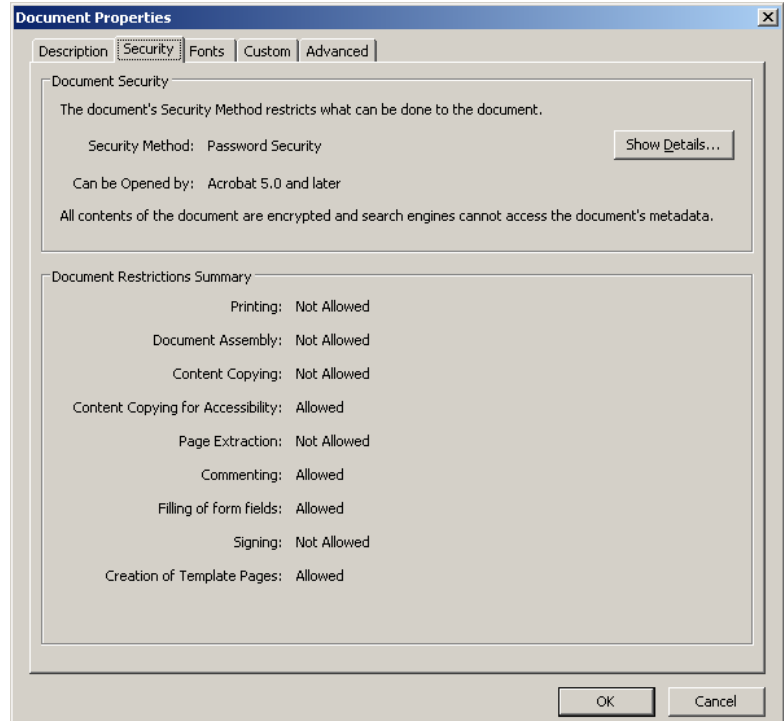 Document Properties
Description Security Fonts Custom Advanced
Document Security
The document's Security Method restricts what can be done to the document.
Security Method: Password Security Show Details...
Can be Opened by: Acrobat 5.0 and later
All contents of the document are encrypted and search engines cannot access the document's metadata.
Document Restrictions Summary
Printing: Not Allowed
Document Assembly: Not Allowed
Content Copying: Not Allowed
Content Copying for Accessibility: Allowed
Page Extraction: Not Allowed
Commenting: Allowed
Filling of form fields: Allowed
Signing: Not Allowed
Creation of Template Pages: Allowed
OK Cancel